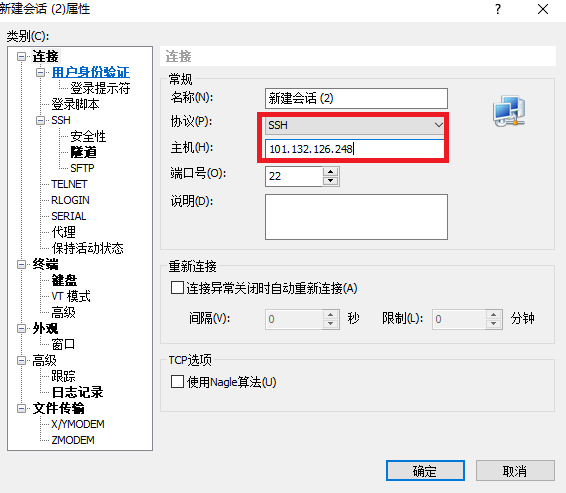 新建会话 (2)属性
?
类别(C):
连接
用户身份验证
登录提示符
登录脚本
SSH
安全性
隧道
SFTP
TELNET
RLOGIN
SERIAL
代理
保持活动状态
终端
键盘
VT 模式
高级
外观
窗口
高级
跟踪
日志记录
文件传输
X/YMODEM
ZMODEM
连接
常规
名称(N): 新建会话 (2)
协议(P): SSH
主机(H): 101.132.126.248
端口号(O): 22
说明(D):
重新连接
连接异常关闭时自动重新连接(A)
间隔(V): 0 秒 限制(L): 0 分钟
TCP选项
使用Nagle算法(U)
确定 取消